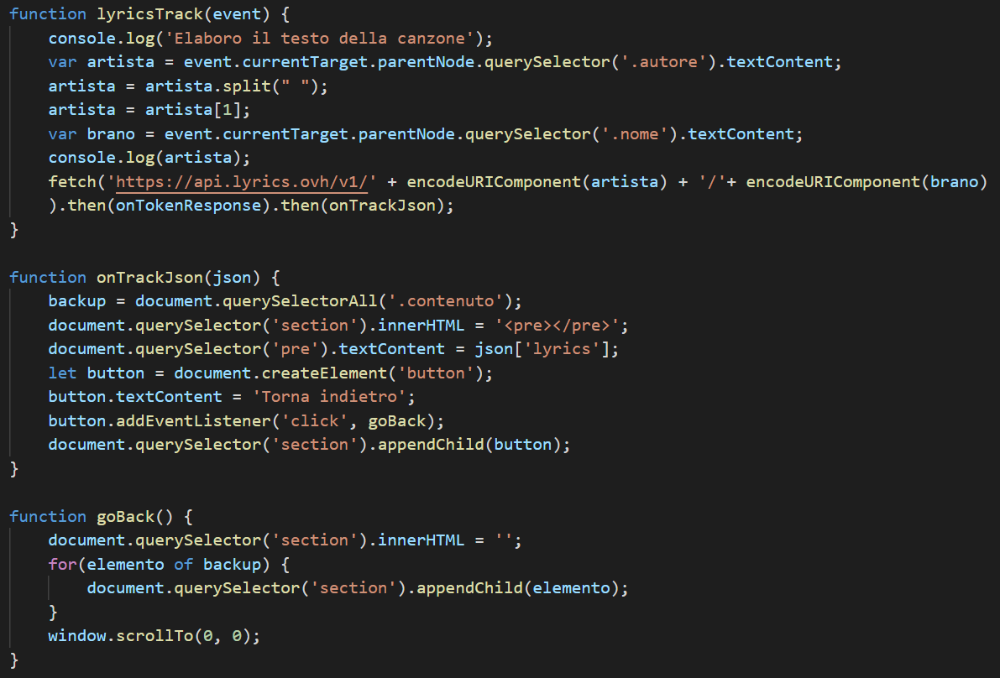 function lyricsTrack(event) {
    console.log('Elaboro il testo della canzone');
    var artista = event.currentTarget.parentNode.querySelector('.autore').textContent;
    artista = artista.split(" ");
    artista = artista[1];
    var brano = event.currentTarget.parentNode.querySelector('.nome').textContent;
    console.log(artista);
    fetch('https://api.lyrics.ovh/v1/' + encodeURIComponent(artista) + '/'+ encodeURIComponent(brano)
    ).then(onTokenResponse).then(onTrackJson);
}

function onTrackJson(json) {
    backup = document.querySelectorAll('.contenuto');
    document.querySelector('section').innerHTML = '<pre></pre>';
    document.querySelector('pre').textContent = json['lyrics'];
    let button = document.createElement('button');
    button.textContent = 'Torna indietro';
    button.addEventListener('click', goBack);
    document.querySelector('section').appendChild(button);
}

function goBack() {
    document.querySelector('section').innerHTML = '';
    for(elemento of backup) {
        document.querySelector('section').appendChild(elemento);
    }
    window.scrollTo(0, 0);
}